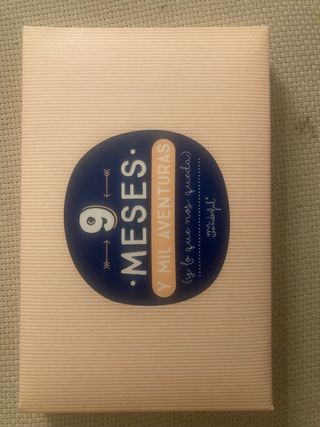 9
MESES
Y MIL AVENTURAS
(y lo que nos queda)
mr.
wonderful*